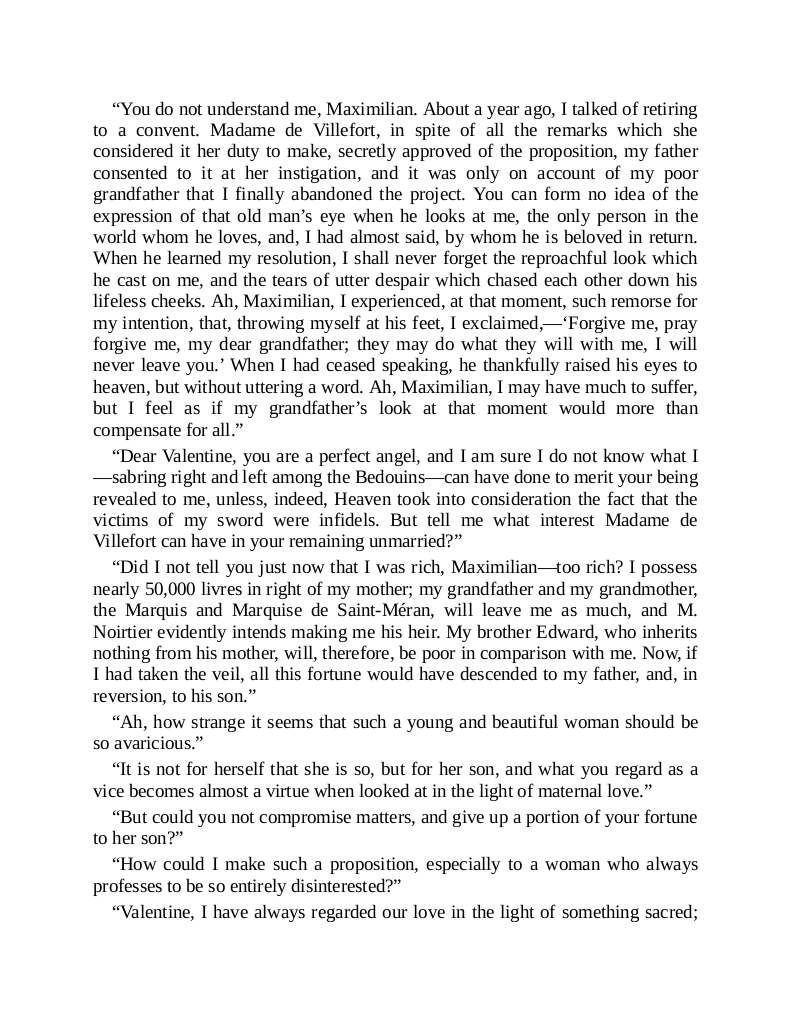 “You do not understand me, Maximilian. About a year ago, I talked of retiring
to a convent. Madame de Villefort, in spite of all the remarks which she
considered it her duty to make, secretly approved of the proposition, my father
consented to it at her instigation, and it was only on account of my poor
grandfather that I finally abandoned the project. You can form no idea of the
expression of that old man’s eye when he looks at me, the only person in the
world whom he loves, and, I had almost said, by whom he is beloved in return.
When he learned my resolution, I shall never forget the reproachful look which
he cast on me, and the tears of utter despair which chased each other down his
lifeless cheeks. Ah, Maximilian, I experienced, at that moment, such remorse for
my intention, that, throwing myself at his feet, I exclaimed,—‘Forgive me, pray
forgive me, my dear grandfather; they may do what they will with me, I will
never leave you.’ When I had ceased speaking, he thankfully raised his eyes to
heaven, but without uttering a word. Ah, Maximilian, I may have much to suffer,
but I feel as if my grandfather’s look at that moment would more than
compensate for all.”
“Dear Valentine, you are a perfect angel, and I am sure I do not know what I
—sabring right and left among the Bedouins—can have done to merit your being
revealed to me, unless, indeed, Heaven took into consideration the fact that the
victims of my sword were infidels. But tell me what interest Madame de
Villefort can have in your remaining unmarried?”
“Did I not tell you just now that I was rich, Maximilian—too rich? I possess
nearly 50,000 livres in right of my mother; my grandfather and my grandmother,
the Marquis and Marquise de Saint-Méran, will leave me as much, and M.
Noirtier evidently intends making me his heir. My brother Edward, who inherits
nothing from his mother, will, therefore, be poor in comparison with me. Now, if
I had taken the veil, all this fortune would have descended to my father, and, in
reversion, to his son.”
“Ah, how strange it seems that such a young and beautiful woman should be
so avaricious.”
“It is not for herself that she is so, but for her son, and what you regard as a
vice becomes almost a virtue when looked at in the light of maternal love.”
“But could you not compromise matters, and give up a portion of your fortune
to her son?”
“How could I make such a proposition, especially to a woman who always
professes to be so entirely disinterested?”
“Valentine, I have always regarded our love in the light of something sacred;